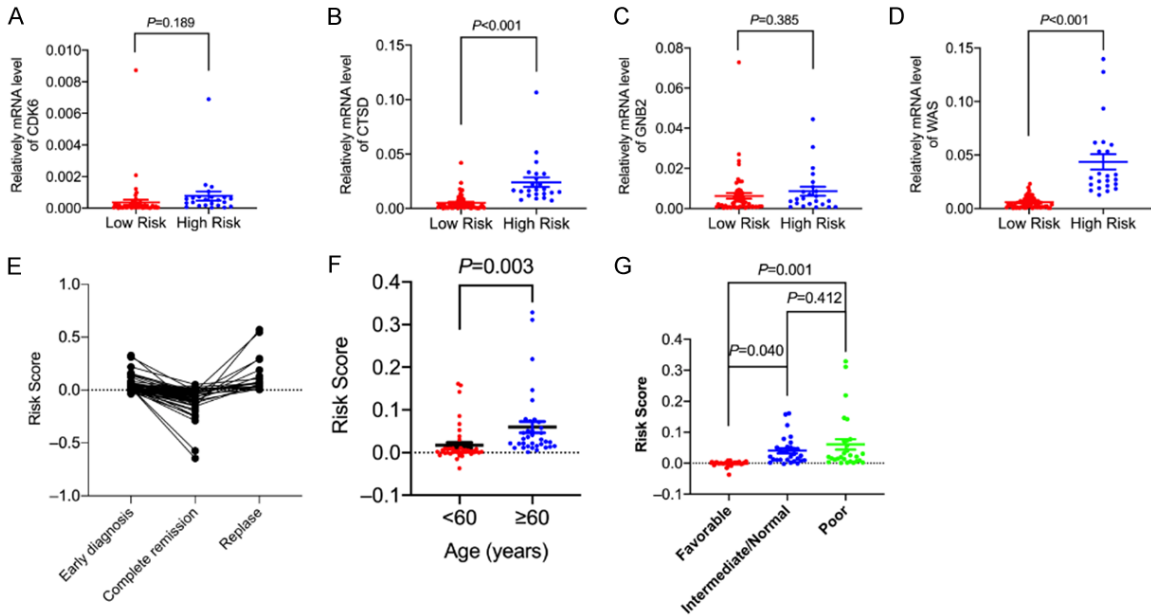 A
P=0.189
Relatively mRNA level
of CDK6
0.010
0.008
0.006
0.004
0.002
0.000
Low Risk High Risk
B
P<0.001
Relatively mRNA level
of CTSD
0.15
0.10
0.05
0.00
Low Risk High Risk
C
P=0.385
Relatively mRNA level
of GNB2
0.08
0.06
0.04
0.02
0.00
Low Risk High Risk
D
P<0.001
Relatively mRNA level
of WAS
0.15
0.10
0.05
0.00
Low Risk High Risk
E
Risk Score
1.0
0.5
0.0
–0.5
–1.0
Early diagnosis
Complete remission
Replase
F
P=0.003
Risk Score
0.4
0.3
0.2
0.1
0.0
–0.1
<60 ≥60
Age (years)
G
P=0.001
P=0.412
P=0.040
Risk Score
0.4
0.3
0.2
0.1
0.0
–0.1
Favorable
Intermediate/Normal
Poor